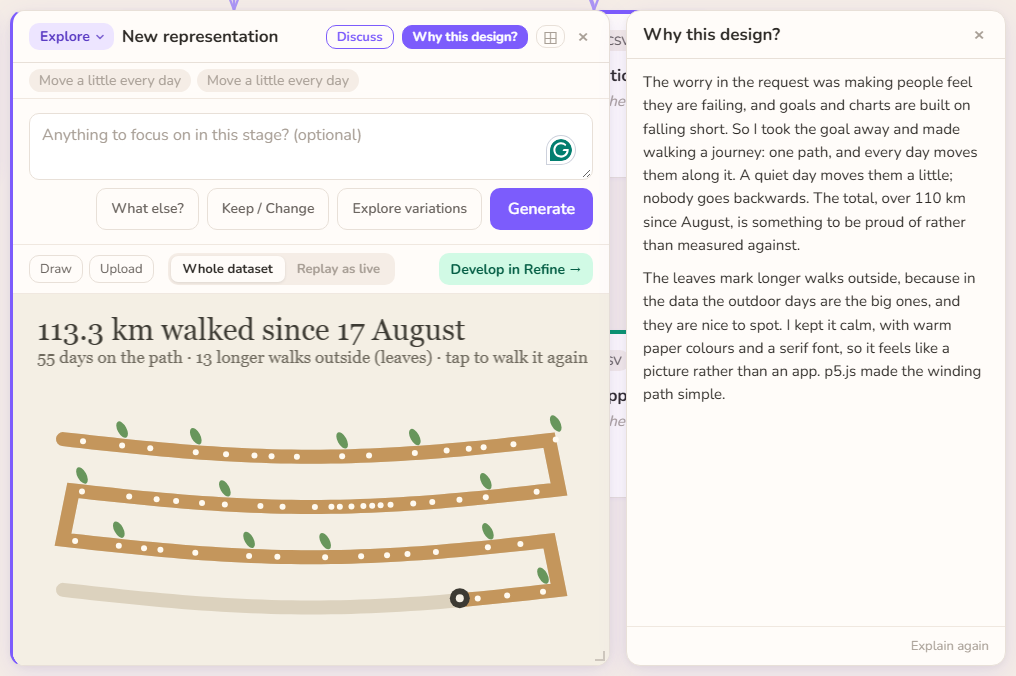 Explore
New representation
Discuss
Why this design?
Move a little every day
Move a little every day
Anything to focus on in this stage? (optional)
What else?
Keep / Change
Explore variations
Generate
Draw
Upload
Whole dataset
Replay as live
Develop in Refine →
113.3 km walked since 17 August
55 days on the path · 13 longer walks outside (leaves) · tap to walk it again
Why this design?
The worry in the request was making people feel
they are failing, and goals and charts are built on
falling short. So I took the goal away and made
walking a journey: one path, and every day moves
them along it. A quiet day moves them a little;
nobody goes backwards. The total, over 110 km
since August, is something to be proud of rather
than measured against.
The leaves mark longer walks outside, because in
the data the outdoor days are the big ones, and
they are nice to spot. I kept it calm, with warm
paper colours and a serif font, so it feels like a
picture rather than an app. p5.js made the winding
path simple.
Explain again